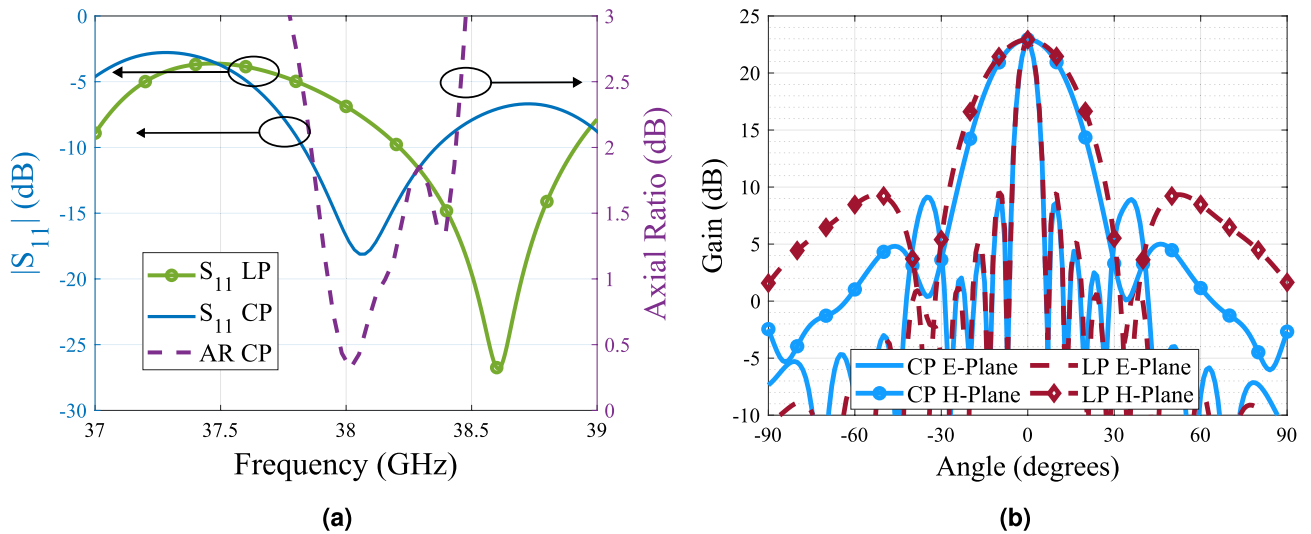 0
-5
-10
-15
-20
-25
-30
|S11| (dB)
3
2.5
2
1.5
1
0.5
0
Axial Ratio (dB)
S11 LP
S11 CP
AR CP
37 37.5 38 38.5 39
Frequency (GHz)
(a)
25
20
15
10
5
0
-5
-10
Gain (dB)
CP E-Plane LP E-Plane
CP H-Plane LP H-Plane
-90 -60 -30 0 30 60 90
Angle (degrees)
(b)